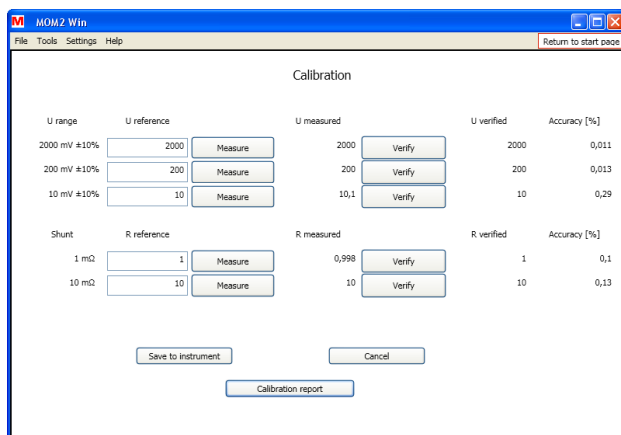 M MOM2 Win
File Tools Settings Help Return to start page
Calibration
U range U reference U measured U verified Accuracy [%]
2000 mV ±10% 2000 Measure 2000 Verify 2000 0,011
200 mV ±10% 200 Measure 200 Verify 200 0,013
10 mV ±10% 10 Measure 10,1 Verify 10 0,29
Shunt R reference R measured R verified Accuracy [%]
1 mΩ 1 Measure 0,998 Verify 1 0,1
10 mΩ 10 Measure 10 Verify 10 0,13
Save to instrument Cancel
Calibration report